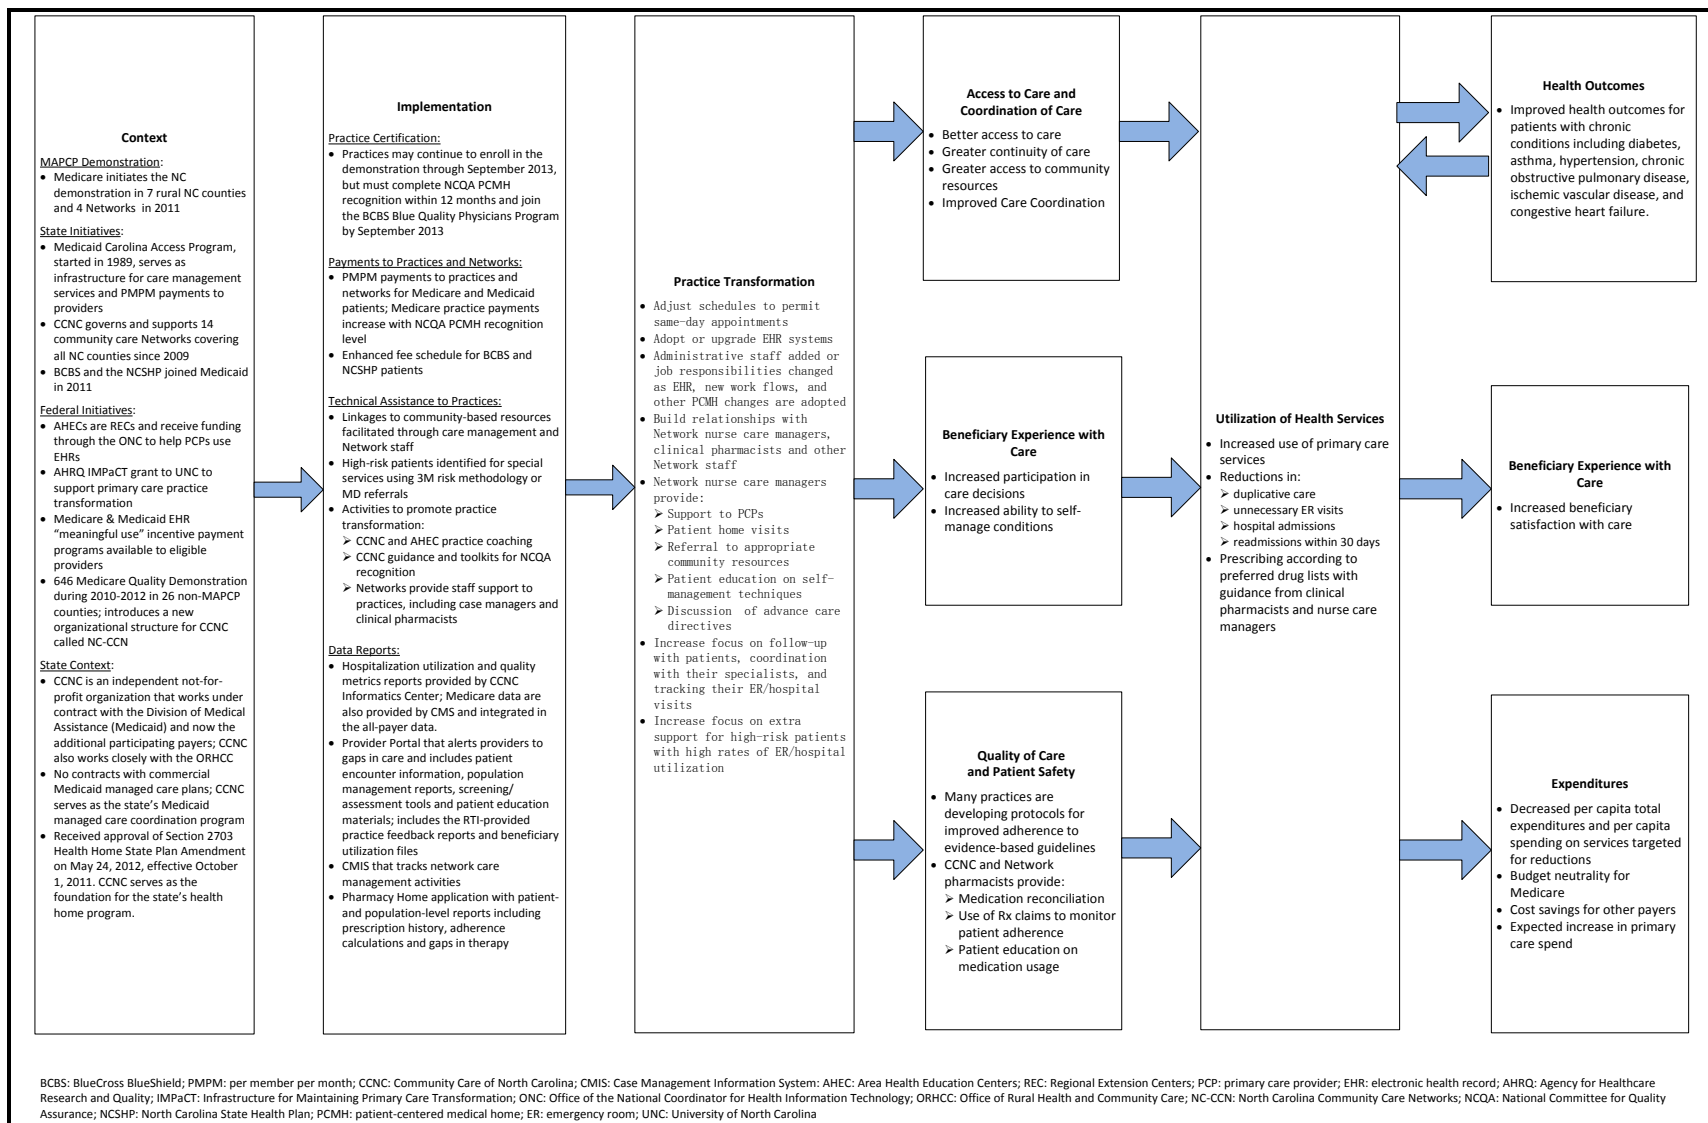 Context
MAPCP Demonstration:
• Medicare initiates the NC
demonstration in 7 rural NC counties
and 4 Networks in 2011
State Initiatives:
• Medicaid Carolina Access Program,
started in 1989, serves as
infrastructure for care management
services and PMPM payments to
providers
• CCNC governs and supports 14
community care Networks covering
all NC counties since 2009
• BCBS and the NCSHP joined Medicaid
in 2011
Federal Initiatives:
• AHECs are RECs and receive funding
through the ONC to help PCPs use
EHRs
• AHRQ IMPaCT grant to UNC to
support primary care practice
transformation
• Medicare & Medicaid EHR
“meaningful use” incentive payment
programs available to eligible
providers
• 646 Medicare Quality Demonstration
during 2010-2012 in 26 non-MAPCP
counties; introduces a new
organizational structure for CCNC
called NC-CCN
State Context:
• CCNC is an independent not-for-
profit organization that works under
contract with the Division of Medical
Assistance (Medicaid) and now the
additional participating payers; CCNC
also works closely with the ORHCC
• No contracts with commercial
Medicaid managed care plans; CCNC
serves as the state’s Medicaid
managed care coordination program
• Received approval of Section 2703
Health Home State Plan Amendment
on May 24, 2012, effective October
1, 2011. CCNC serves as the
foundation for the state’s health
home program.
Implementation
Practice Certification:
• Practices may continue to enroll in the
demonstration through September 2013,
but must complete NCQA PCMH
recognition within 12 months and join
the BCBS Blue Quality Physicians Program
by September 2013
Payments to Practices and Networks:
• PMPM payments to practices and
networks for Medicare and Medicaid
patients; Medicare practice payments
increase with NCQA PCMH recognition
level
• Enhanced fee schedule for BCBS and
NCSHP patients
Technical Assistance to Practices:
• Linkages to community-based resources
facilitated through care management and
Network staff
• High-risk patients identified for special
services using 3M risk methodology or
MD referrals
• Activities to promote practice
transformation:
➢ CCNC and AHEC practice coaching
➢ CCNC guidance and toolkits for NCQA
recognition
➢ Networks provide staff support to
practices, including case managers and
clinical pharmacists
Data Reports:
• Hospitalization utilization and quality
metrics reports provided by CCNC
Informatics Center; Medicare data are
also provided by CMS and integrated in
the all-payer data.
• Provider Portal that alerts providers to
gaps in care and includes patient
encounter information, population
management reports, screening/
assessment tools and patient education
materials; includes the RTI-provided
practice feedback reports and beneficiary
utilization files
• CMIS that tracks network care
management activities
• Pharmacy Home application with patient-
and population-level reports including
prescription history, adherence
calculations and gaps in therapy
Practice Transformation
• Adjust schedules to permit
same-day appointments
• Adopt or upgrade EHR systems
• Administrative staff added or
job responsibilities changed
as EHR, new work flows, and
other PCMH changes are adopted
• Build relationships with
Network nurse care managers,
clinical pharmacists and other
Network staff
• Network nurse care managers
provide:
➢ Support to PCPs
➢ Patient home visits
➢ Referral to appropriate
community resources
➢ Patient education on self-
management techniques
➢ Discussion of advance care
directives
• Increase focus on follow-up
with patients, coordination
with their specialists, and
tracking their ER/hospital
visits
• Increase focus on extra
support for high-risk patients
with high rates of ER/hospital
utilization
Access to Care and
Coordination of Care
• Better access to care
• Greater continuity of care
• Greater access to community
resources
• Improved Care Coordination
Beneficiary Experience with
Care
• Increased participation in
care decisions
• Increased ability to self-
manage conditions
Quality of Care
and Patient Safety
• Many practices are
developing protocols for
improved adherence to
evidence-based guidelines
• CCNC and Network
pharmacists provide:
➢ Medication reconciliation
➢ Use of Rx claims to monitor
patient adherence
➢ Patient education on
medication usage
Utilization of Health Services
• Increased use of primary care
services
• Reductions in:
➢ duplicative care
➢ unnecessary ER visits
➢ hospital admissions
➢ readmissions within 30 days
• Prescribing according to
preferred drug lists with
guidance from clinical
pharmacists and nurse care
managers
Health Outcomes
• Improved health outcomes for
patients with chronic
conditions including diabetes,
asthma, hypertension, chronic
obstructive pulmonary disease,
ischemic vascular disease, and
congestive heart failure.
Beneficiary Experience with
Care
• Increased beneficiary
satisfaction with care
Expenditures
• Decreased per capita total
expenditures and per capita
spending on services targeted
for reductions
• Budget neutrality for
Medicare
• Cost savings for other payers
• Expected increase in primary
care spend
BCBS: BlueCross BlueShield; PMPM: per member per month; CCNC: Community Care of North Carolina; CMIS: Case Management Information System: AHEC: Area Health Education Centers; REC: Regional Extension Centers; PCP: primary care provider; EHR: electronic health record; AHRQ: Agency for Healthcare
Research and Quality; IMPaCT: Infrastructure for Maintaining Primary Care Transformation; ONC: Office of the National Coordinator for Health Information Technology; ORHCC: Office of Rural Health and Community Care; NC-CCN: North Carolina Community Care Networks; NCQA: National Committee for Quality
Assurance; NCSHP: North Carolina State Health Plan; PCMH: patient-centered medical home; ER: emergency room; UNC: University of North Carolina